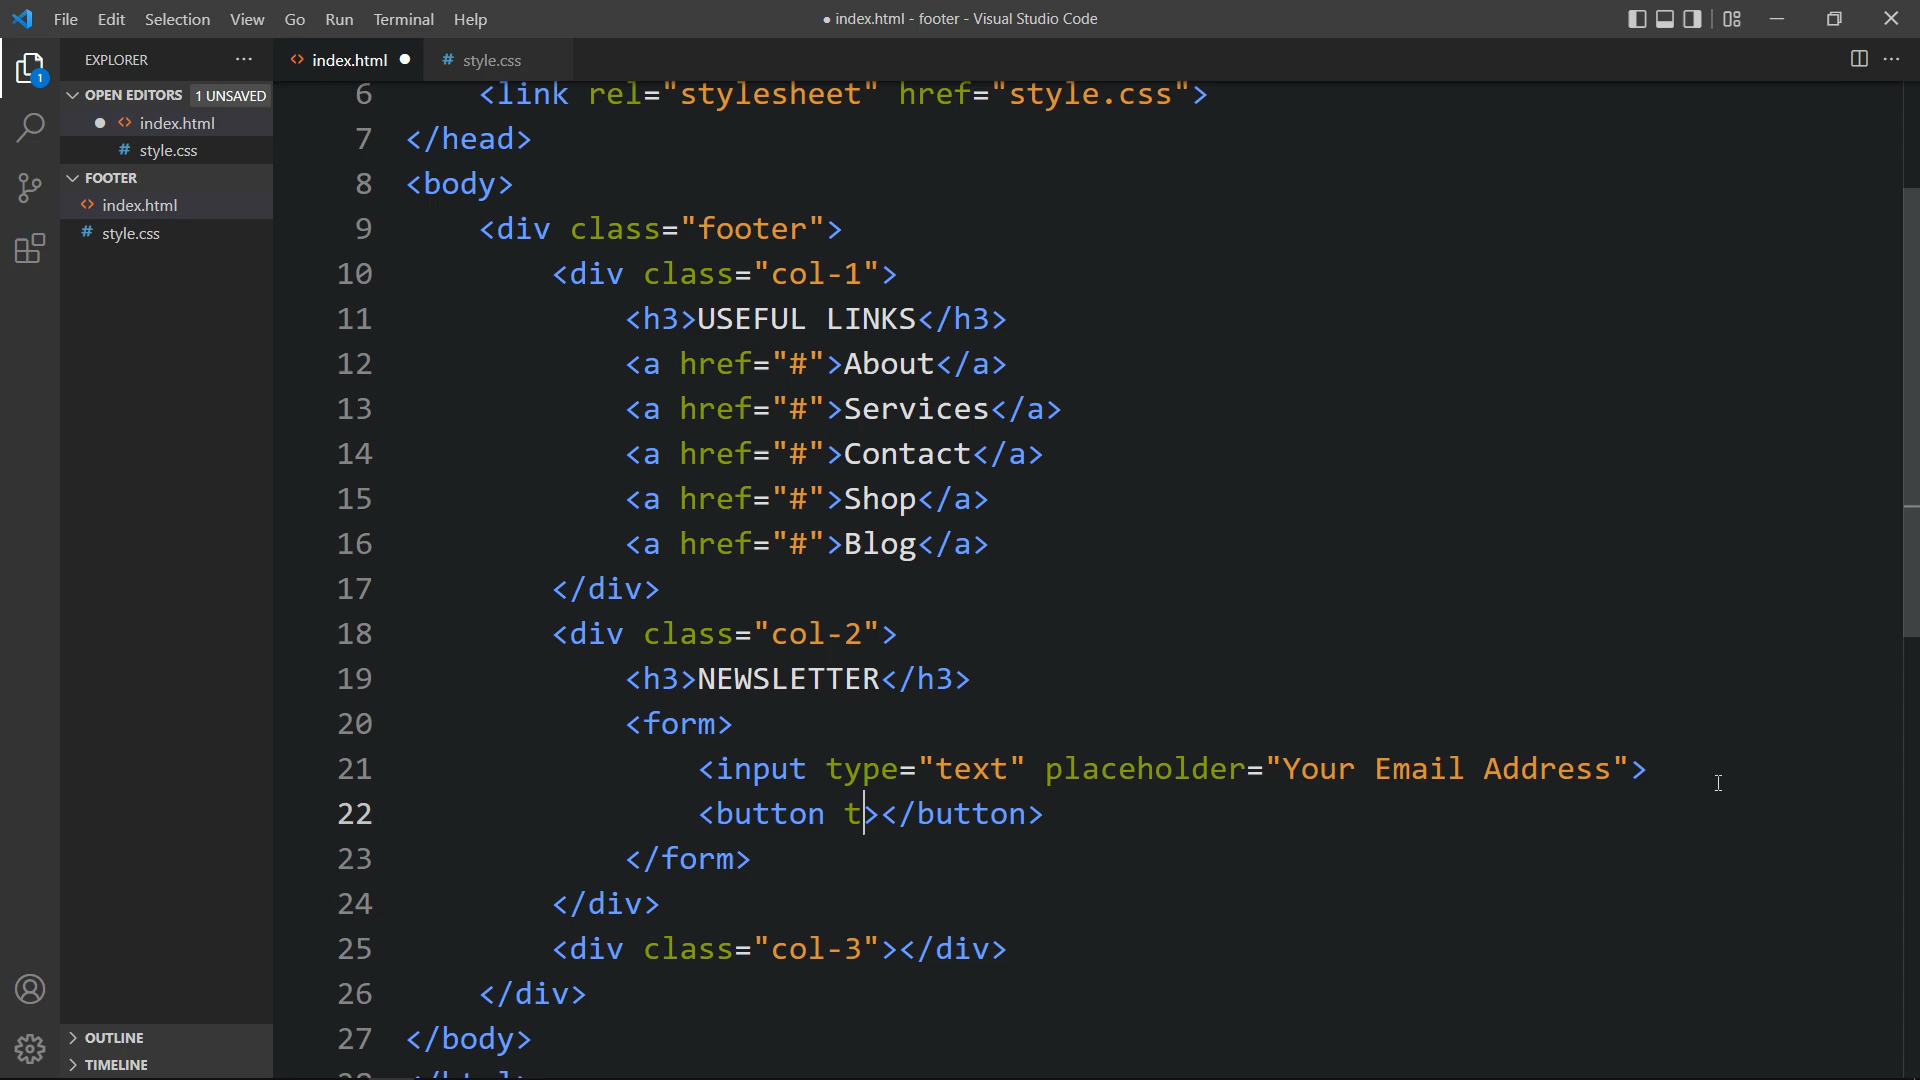 File Edit Selection View Go Run Terminal Help
● index.html - footer - Visual Studio Code
EXPLORER
index.html
style.css
1
OPEN EDITORS 1 UNSAVED
index.html
style.css
FOOTER
index.html
style.css
OUTLINE
TIMELINE
6 <link rel="stylesheet" href="style.css">
7 </head>
8 <body>
9 <div class="footer">
10 <div class="col-1">
11 <h3>USEFUL LINKS</h3>
12 <a href="#">About</a>
13 <a href="#">Services</a>
14 <a href="#">Contact</a>
15 <a href="#">Shop</a>
16 <a href="#">Blog</a>
17 </div>
18 <div class="col-2">
19 <h3>NEWSLETTER</h3>
20 <form>
21 <input type="text" placeholder="Your Email Address">
22 <button t></button>
23 </form>
24 </div>
25 <div class="col-3"></div>
26 </div>
27 </body>